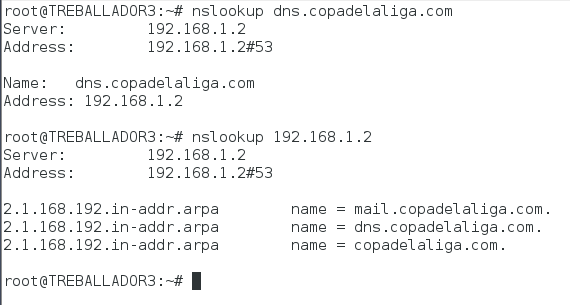 root@TREBALLADOR3:~# nslookup dns.copadelaliga.com
Server:         192.168.1.2
Address:        192.168.1.2#53

Name:   dns.copadelaliga.com
Address: 192.168.1.2

root@TREBALLADOR3:~# nslookup 192.168.1.2
Server:         192.168.1.2
Address:        192.168.1.2#53

2.1.168.192.in-addr.arpa        name = mail.copadelaliga.com.
2.1.168.192.in-addr.arpa        name = dns.copadelaliga.com.
2.1.168.192.in-addr.arpa        name = copadelaliga.com.

root@TREBALLADOR3:~#